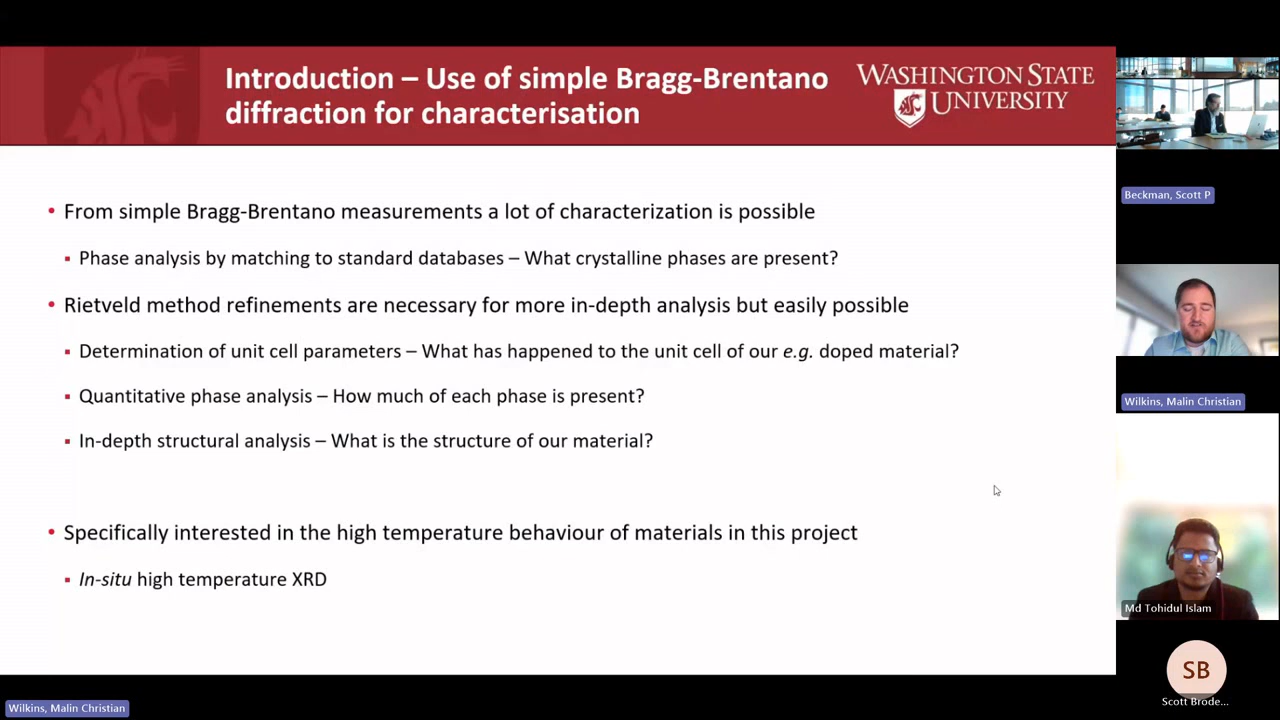 Introduction – Use of simple Bragg-Brentano
diffraction for characterisation
WASHINGTON STATE
UNIVERSITY
• From simple Bragg-Brentano measurements a lot of characterization is possible
▪ Phase analysis by matching to standard databases – What crystalline phases are present?
• Rietveld method refinements are necessary for more in-depth analysis but easily possible
▪ Determination of unit cell parameters – What has happened to the unit cell of our e.g. doped material?
▪ Quantitative phase analysis – How much of each phase is present?
▪ In-depth structural analysis – What is the structure of our material?
• Specifically interested in the high temperature behaviour of materials in this project
▪ In-situ high temperature XRD
Beckman, Scott P
Wilkins, Malin Christian
Md Tohidul Islam
SB
Scott Brode...
Wilkins, Malin Christian